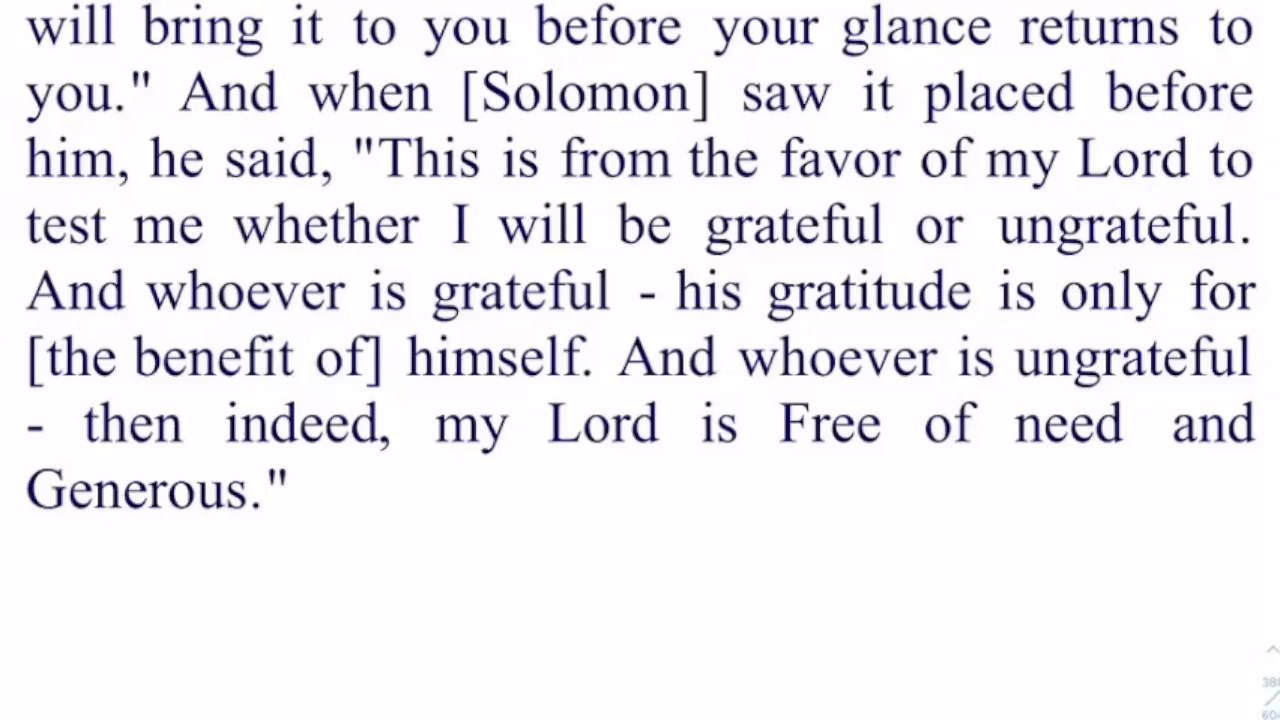 will bring it to you before your glance returns to
you." And when [Solomon] saw it placed before
him, he said, "This is from the favor of my Lord to
test me whether I will be grateful or ungrateful.
And whoever is grateful - his gratitude is only for
[the benefit of] himself. And whoever is ungrateful
- then indeed, my Lord is Free of need and
Generous."